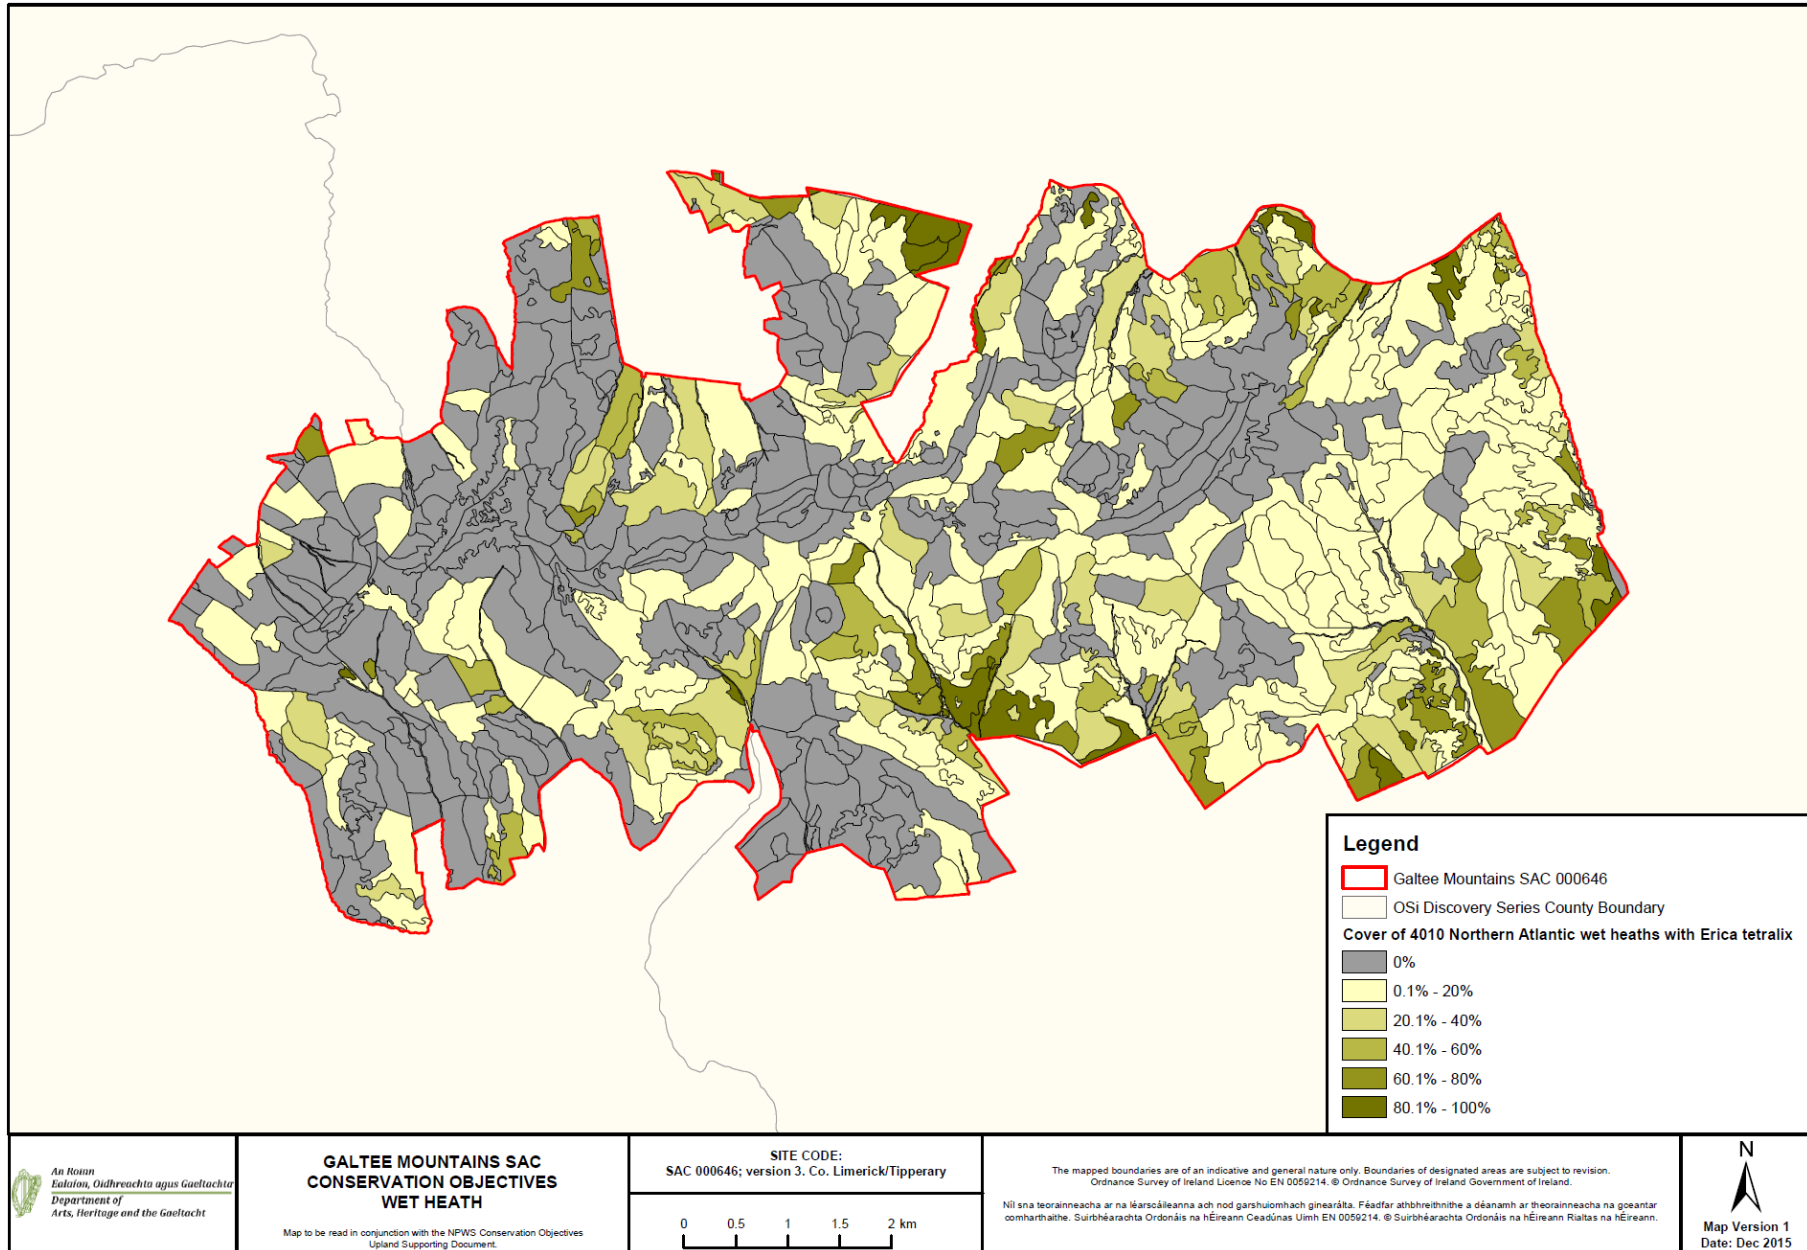 Legend
Galtee Mountains SAC 000646
OSi Discovery Series County Boundary
Cover of 4010 Northern Atlantic wet heaths with Erica tetralix
0%
0.1% - 20%
20.1% - 40%
40.1% - 60%
60.1% - 80%
80.1% - 100%
An Roinn
Ealaíon, Oidhreachta agus Gaeltachta
Department of
Arts, Heritage and the Gaeltacht
GALTEE MOUNTAINS SAC
CONSERVATION OBJECTIVES
WET HEATH
Map to be read in conjunction with the NPWS Conservation Objectives
Upland Supporting Document.
SITE CODE:
SAC 000646; version 3. Co. Limerick/Tipperary
0 0.5 1 1.5 2 km
The mapped boundaries are of an indicative and general nature only. Boundaries of designated areas are subject to revision.
Ordnance Survey of Ireland Licence No EN 0059214. © Ordnance Survey of Ireland Government of Ireland.
Níl sna teorainneacha ar na léarscáileanna ach nod garshuiomhach ginearálta. Féadfar athbhreithnithe a déanamh ar theorainneacha na gceantar
comharthaithe. Suirbhéarachta Ordonáis na hÉireann Ceadúnas Uimh EN 0059214. © Suirbhéarachta Ordonáis na hÉireann Rialtas na hÉireann.
N
Map Version 1
Date: Dec 2015